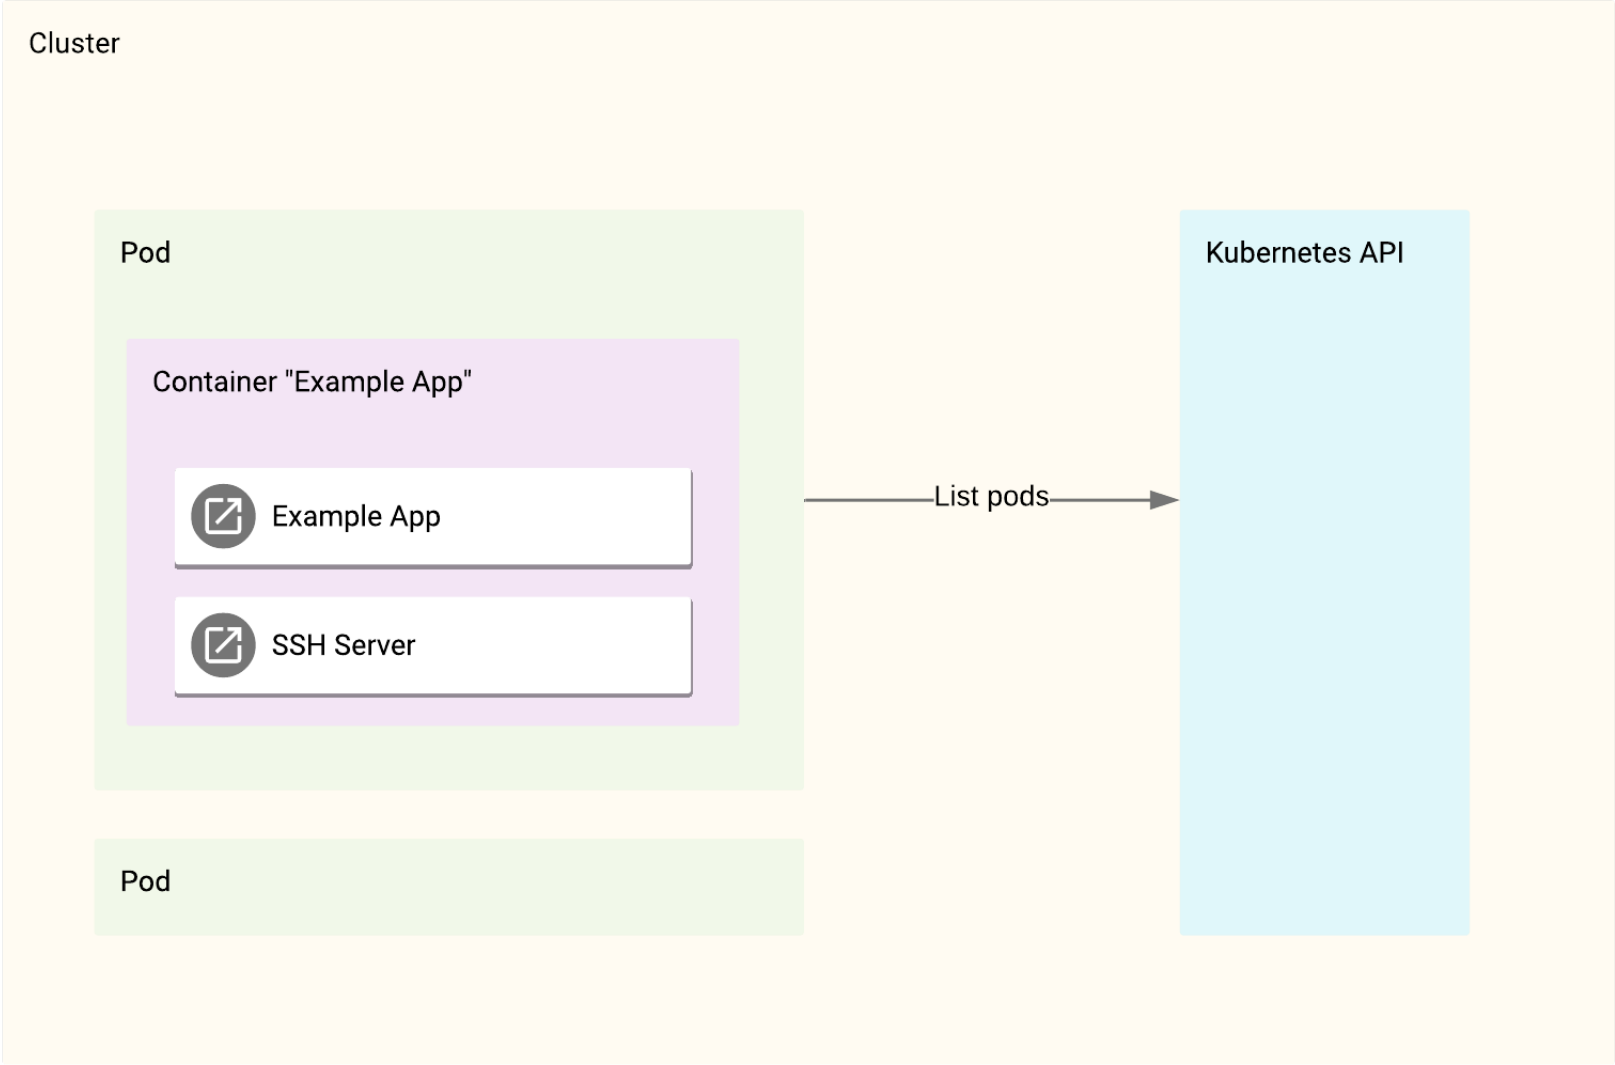 Cluster
Pod
Kubernetes API
Container "Example App"
List pods
Example App
SSH Server
Pod